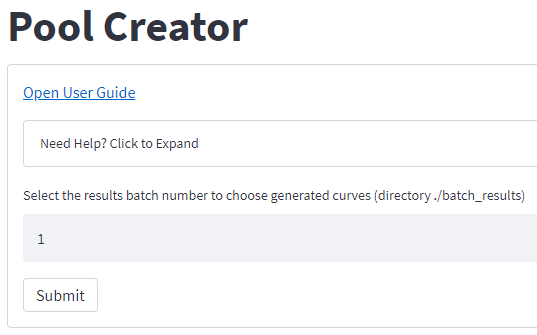 Pool Creator
Open User Guide
Need Help? Click to Expand
Select the results batch number to choose generated curves (directory ./batch_results)
1
Submit